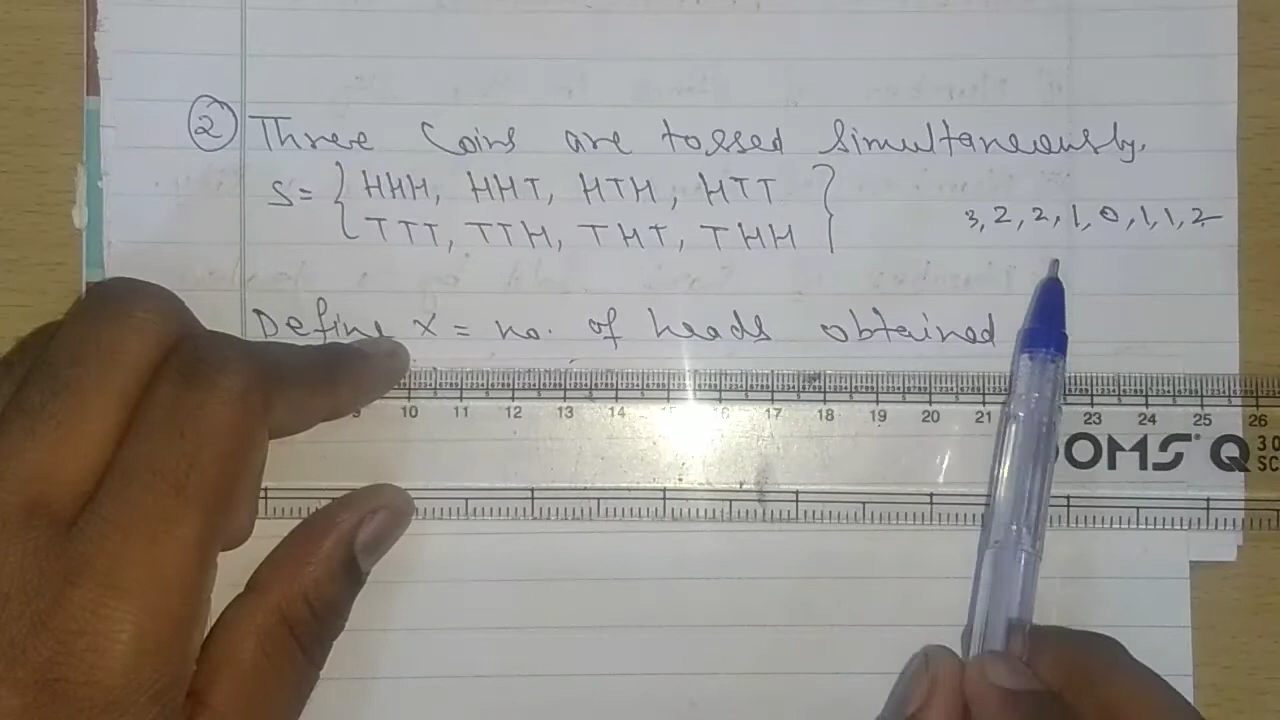 ② Three Coins are tossed Simultaneously.
S = { HHH, HHT, HTH, HTT
TTT, TTH, THT, THH }
3, 2, 2, 1, 0, 1, 1, 2
Define X = no. of heads obtained
9 10 11 12 13 14 15 16 17 18 19 20 21 23 24 25 26
OMS Q 30
SC